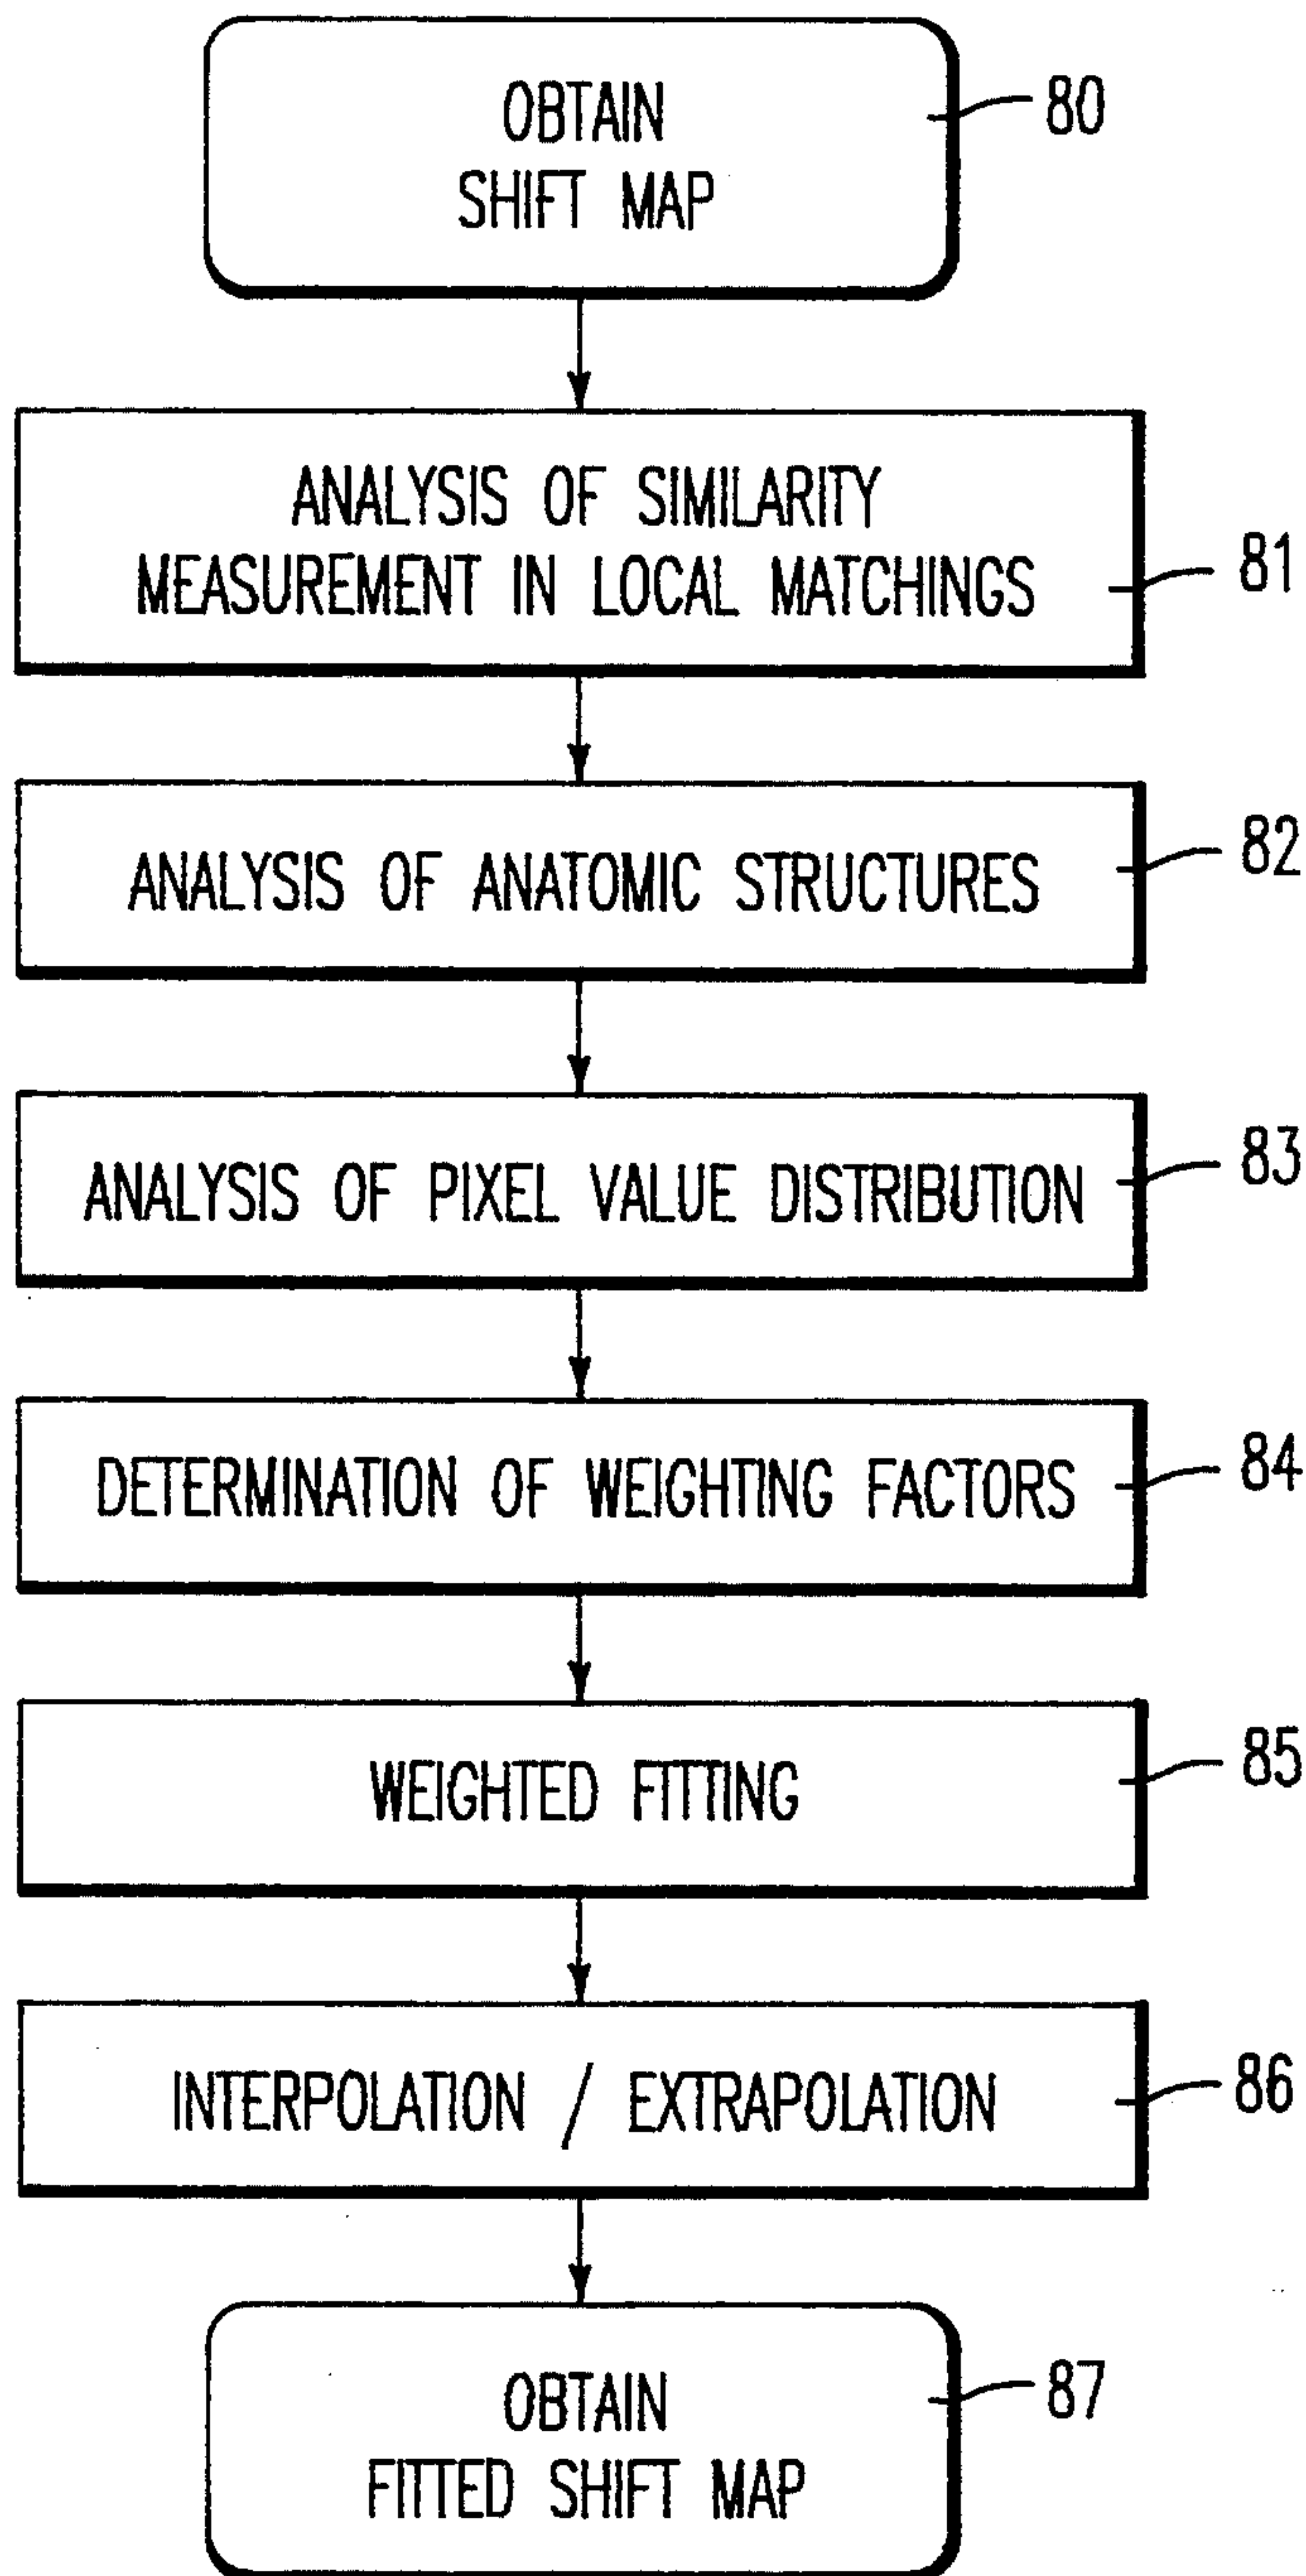 OBTAIN
SHIFT MAP
80
ANALYSIS OF SIMILARITY
MEASUREMENT IN LOCAL MATCHINGS
81
ANALYSIS OF ANATOMIC STRUCTURES
82
ANALYSIS OF PIXEL VALUE DISTRIBUTION
83
DETERMINATION OF WEIGHTING FACTORS
84
WEIGHTED FITTING
85
INTERPOLATION / EXTRAPOLATION
86
OBTAIN
FITTED SHIFT MAP
87